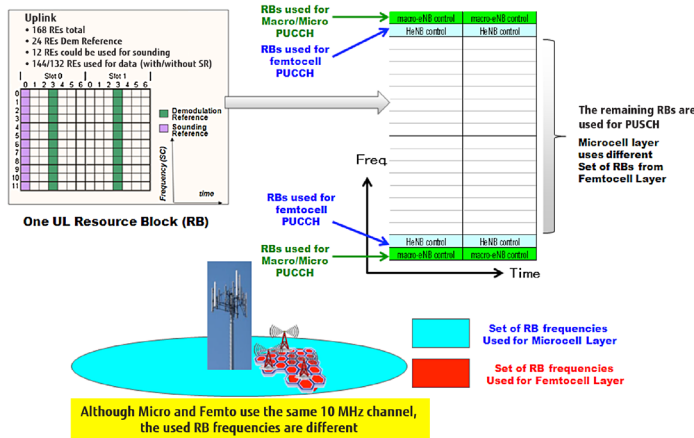 Uplink
• 168 REs total
• 24 REs Dem Reference
• 12 REs could be used for sounding
• 144/132 REs used for data (with/without SR)
Slot 0 Slot 1
0 1 2 3 4 5 6 0 1 2 3 4 5 6
0
1
2
3
4
5
6
7
8
9
10
11
Demodulation
Reference
Sounding
Reference
Frequency (SC)
time
One UL Resource Block (RB)
RBs used for
Macro/Micro
PUCCH
RBs used for
femtocell
PUCCH
macro-eNB control macro-eNB control
HeNB control HeNB control
The remaining RBs are
used for PUSCH
Microcell layer
uses different
Set of RBs from
Femtocell Layer
Freq
RBs used for
femtocell
PUCCH
RBs used for
Macro/Micro
PUCCH
HeNB control HeNB control
macro-eNB control macro-eNB control
Time
Set of RB frequencies
Used for Microcell Layer
Set of RB frequencies
Used for Femtocell Layer
Although Micro and Femto use the same 10 MHz channel,
the used RB frequencies are different